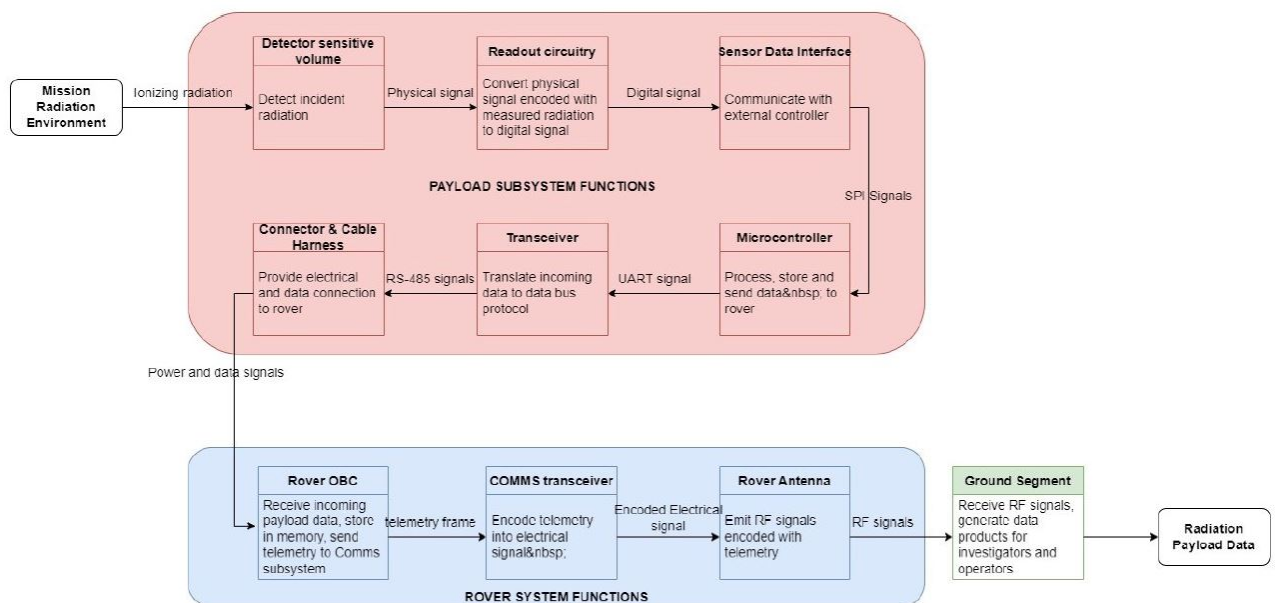 Detector sensitive
volume
Detect incident
radiation
Readout circuitry
Convert physical
signal encoded with
measured radiation
to digital signal
Sensor Data Interface
Communicate with
external controller
Mission
Radiation
Environment
Ionizing radiation
Physical signal
Digital signal
PAYLOAD SUBSYSTEM FUNCTIONS
SPI Signals
Connector & Cable
Harness
Provide electrical
and data connection
to rover
RS-485 signals
Transceiver
Translate incoming
data to data bus
protocol
UART signal
Microcontroller
Process, store and
send data&nbsp; to
rover
Power and data signals
Rover OBC
Receive incoming
payload data, store
in memory, send
telemetry to Comms
subsystem
telemetry frame
COMMS transceiver
Encode telemetry
into electrical
signal&nbsp;
Encoded Electrical
signal
Rover Antenna
Emit RF signals
encoded with
telemetry
RF signals
Ground Segment
Receive RF signals,
generate data
products for
investigators and
operators
Radiation
Payload Data
ROVER SYSTEM FUNCTIONS